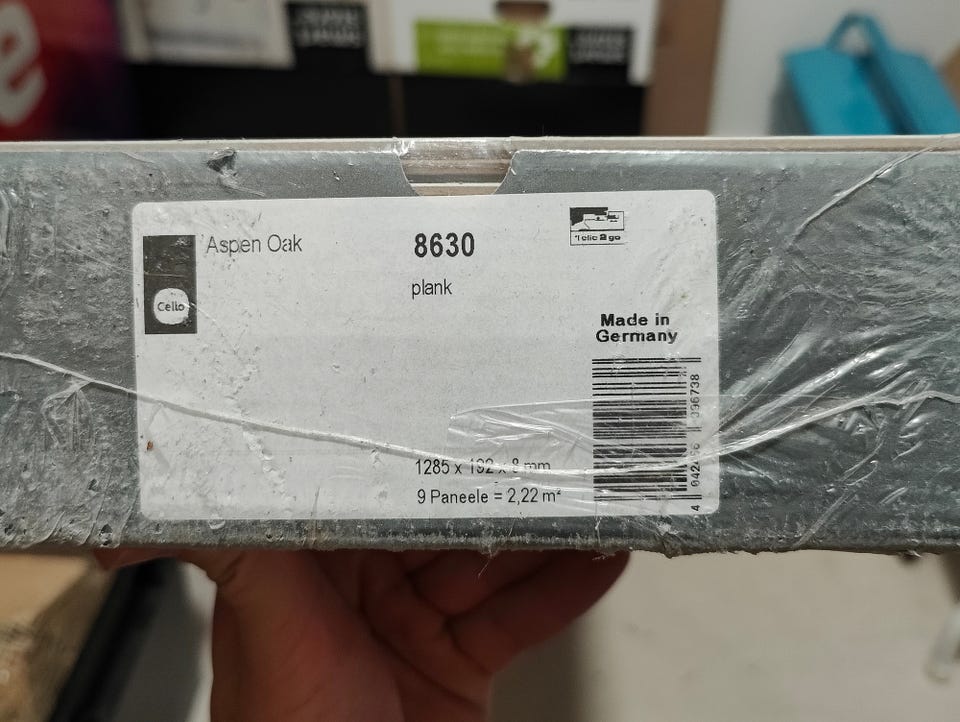 Aspen Oak
8630
plank
Cello
Made in
Germany
1285 x 192 x 8 mm
9 Paneele = 2,22 m²